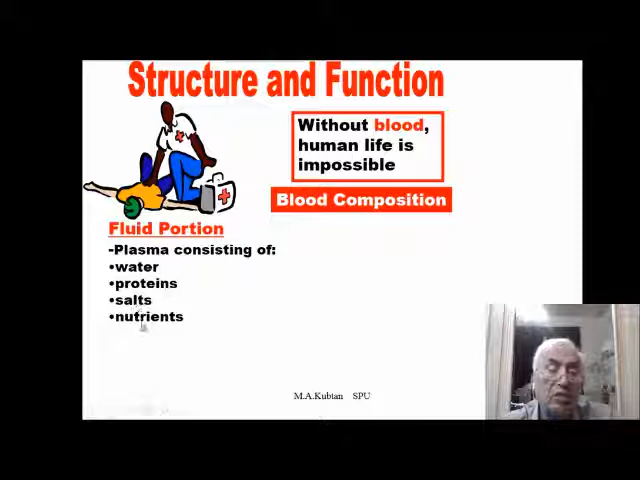 Structure and Function
Without blood,
human life is
impossible
Blood Composition
Fluid Portion
-Plasma consisting of:
•water
•proteins
•salts
•nutrients
M.A.Kubtan SPU